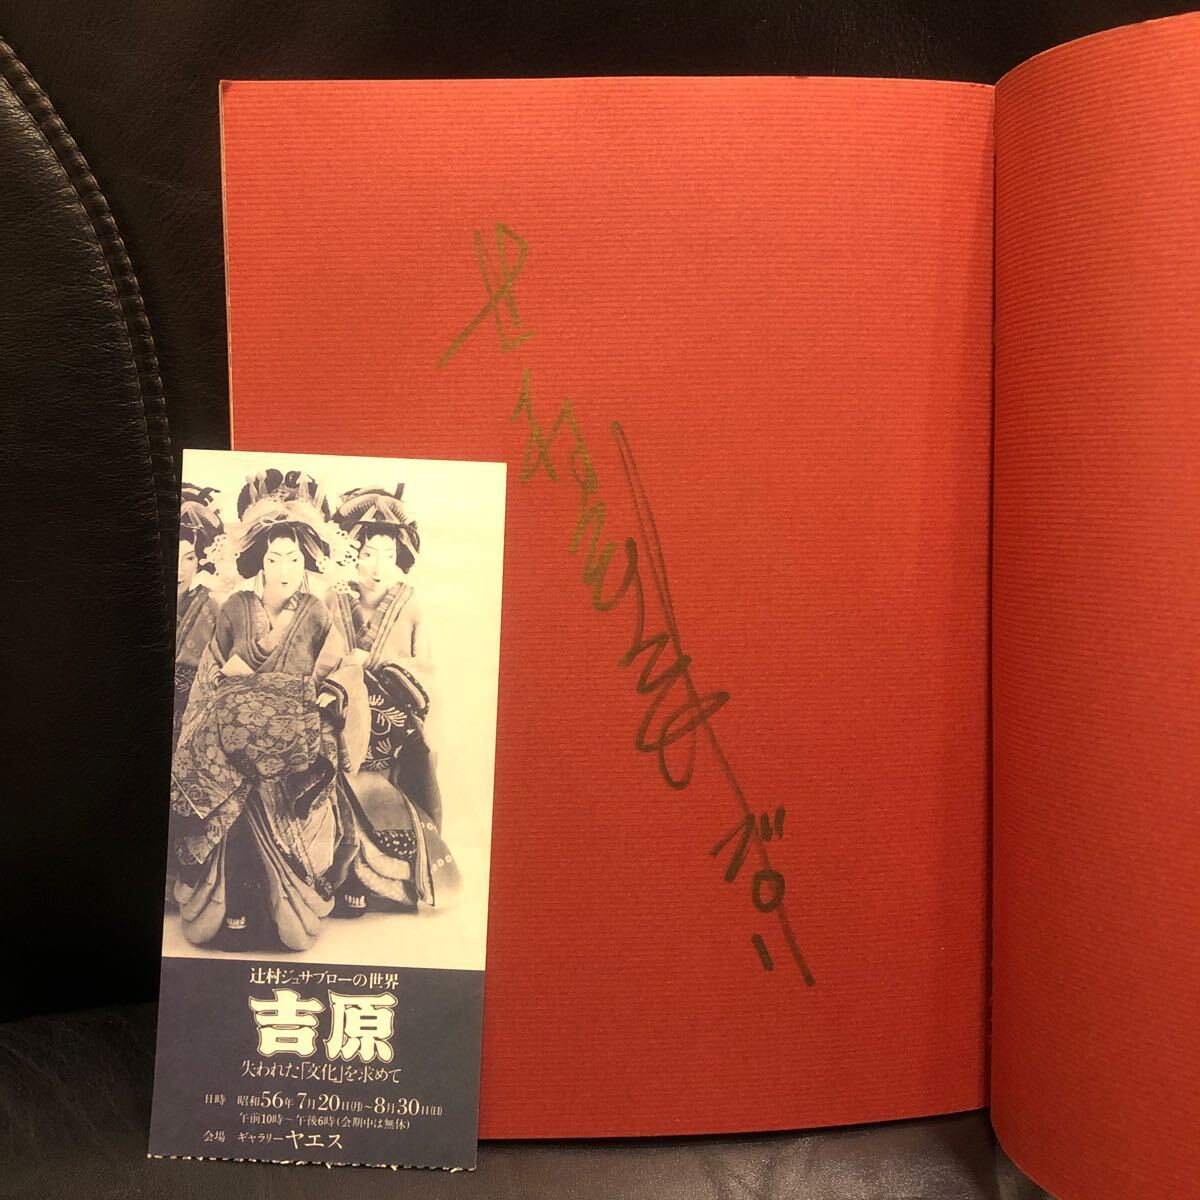 辻村ジュサブローの世界
吉原
失われた「文化」を求めて
日時 昭和56年7月20日(月)~8月30日(日)
午前10時~午後6時(会期中は無休)
会場 ギャラリーヤエス